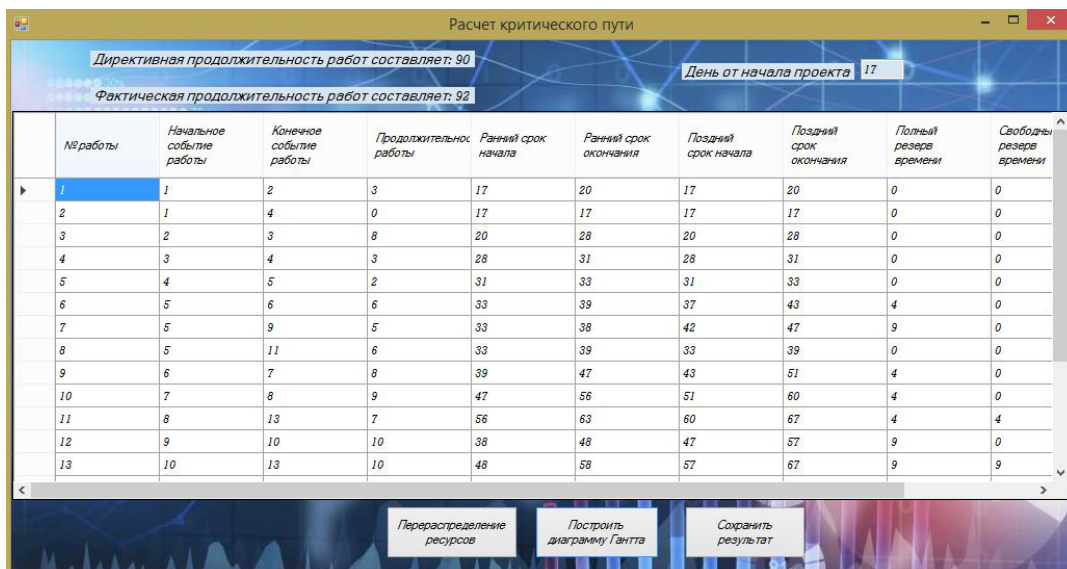 Расчет критического пути
Директивная продолжительность работ составляет: 90
День от начала проекта 17
Фактическая продолжительность работ составляет: 92
№ работы Начальное событие работы Конечное событие работы Продолжительнос работы Ранний срок начала Ранний срок окончания Поздний срок начала Поздний срок окончания Полный резерв времени Свободны резерв времени
1 1 2 3 17 20 17 20 0 0
2 1 4 0 17 17 17 17 0 0
3 2 3 8 20 28 20 28 0 0
4 3 4 3 28 31 28 31 0 0
5 4 5 2 31 33 31 33 0 0
6 5 6 6 33 39 37 43 4 0
7 5 9 5 33 38 42 47 9 0
8 5 11 6 33 39 33 39 0 0
9 6 7 8 39 47 43 51 4 0
10 7 8 9 47 56 51 60 4 0
11 8 13 7 56 63 60 67 4 4
12 9 10 10 38 48 47 57 9 0
13 10 13 10 48 58 57 67 9 9
Перераспределение ресурсов
Построить диаграмму Гантта
Сохранить результат